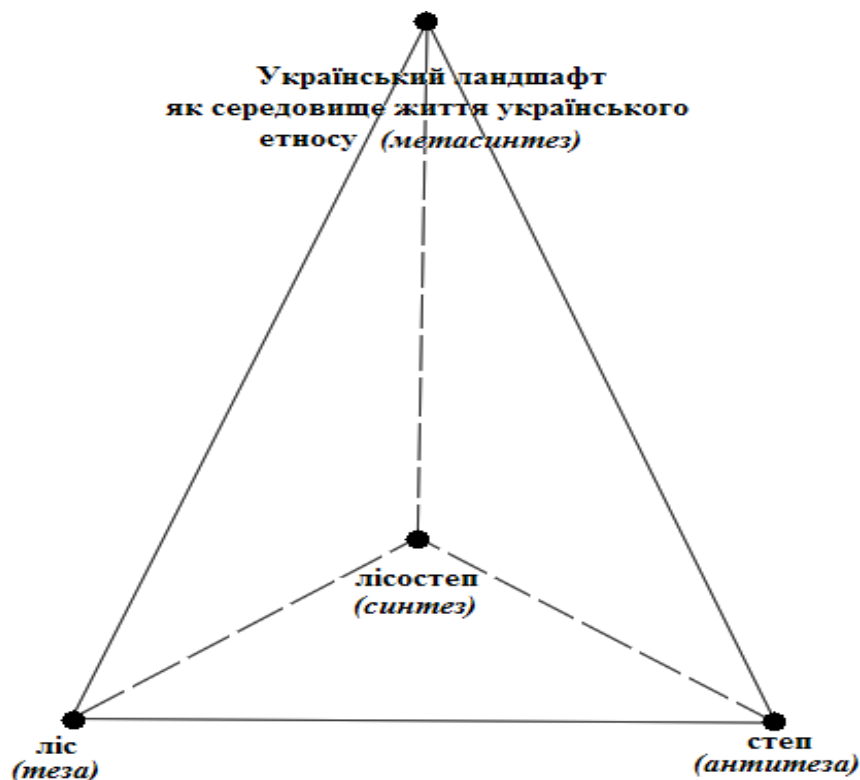 Український ландшафт
як середовище життя українського
етносу (метасинтез)
лісостеп
(синтез)
ліс
(теза)
степ
(антитеза)